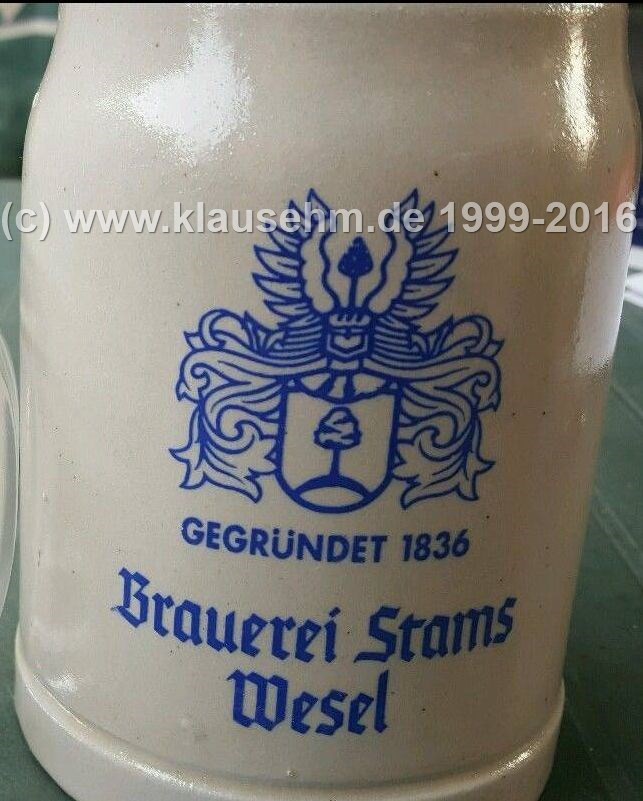 (c) www.klausehm.de 1999-2016
GEGRÜNDET 1836
Brauerei Stams
Wesel